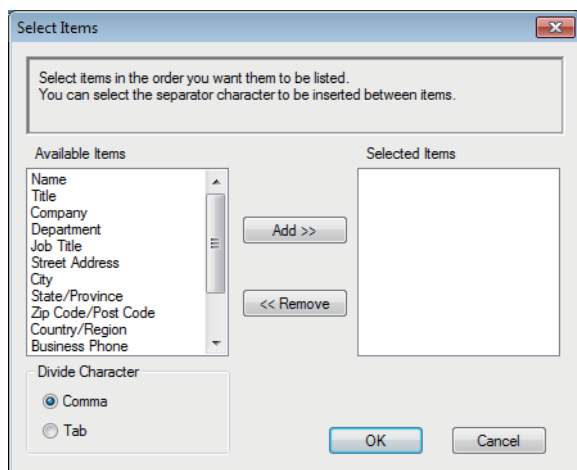 Select Items
Select items in the order you want them to be listed.
You can select the separator character to be inserted between items.
Available Items
Selected Items
Name
Title
Company
Department
Job Title
Street Address
City
State/Province
Zip Code/Post Code
Country/Region
Business Phone
Add >>
<< Remove
Divide Character
Comma
Tab
OK
Cancel